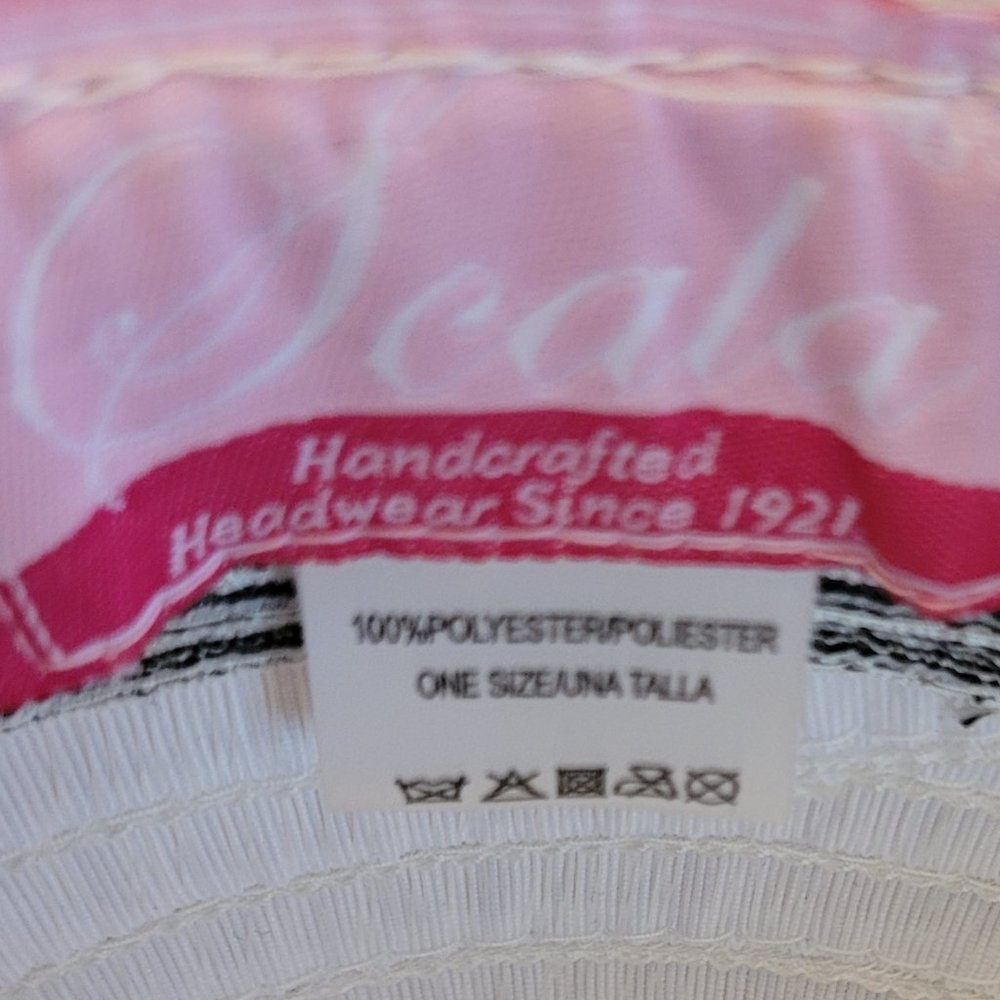 Scala
Handcrafted
Headwear Since 1921
100%POLYESTER/POLIESTER
ONE SIZE/UNA TALLA